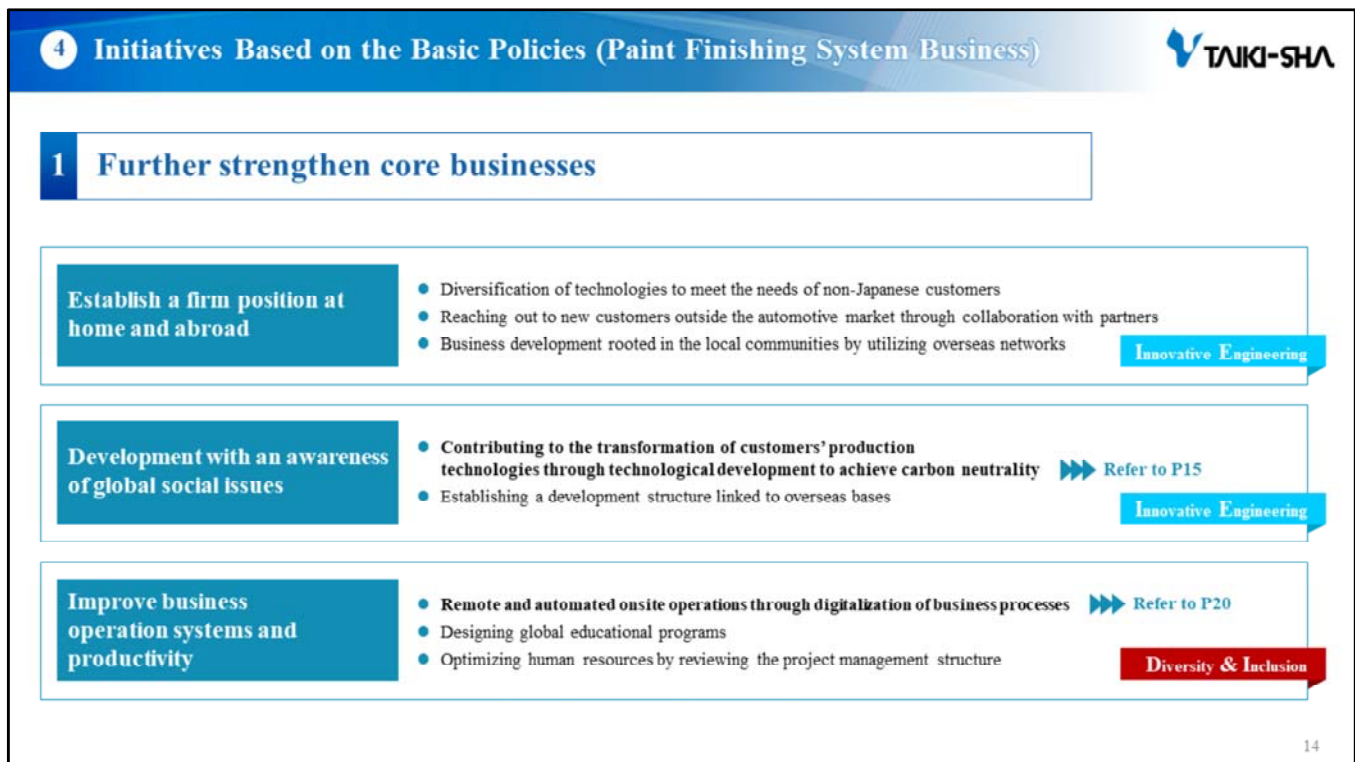 4 Initiatives Based on the Basic Policies (Paint Finishing System Business)
TAIKI-SHA
1 Further strengthen core businesses
Establish a firm position at
home and abroad
● Diversification of technologies to meet the needs of non-Japanese customers
● Reaching out to new customers outside the automotive market through collaboration with partners
● Business development rooted in the local communities by utilizing overseas networks
Innovative Engineering
Development with an awareness
of global social issues
● Contributing to the transformation of customers' production
technologies through technological development to achieve carbon neutrality
Refer to P15
● Establishing a development structure linked to overseas bases
Innovative Engineering
Improve business
operation systems and
productivity
● Remote and automated onsite operations through digitalization of business processes
Refer to P20
● Designing global educational programs
● Optimizing human resources by reviewing the project management structure
Diversity & Inclusion
14